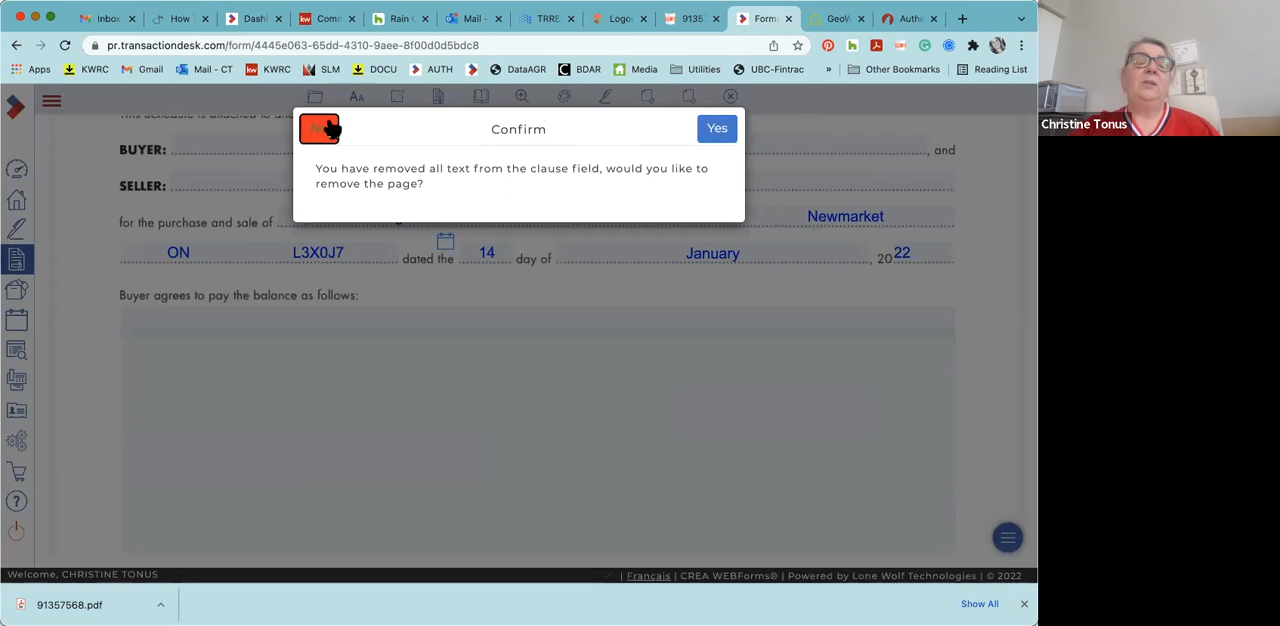 Inbox
How
Dashl
Comn
Rain C
Mail -
TRRE
Logo
9135
Form
GeoW
Authe
pr.transactiondesk.com/form/4445e063-65dd-4310-9aee-8f00d0d5bdc8
Apps KWRC Gmail Mail - CT KWRC SLM DOCU AUTH DataAGR BDAR Media Utilities UBC-Fintrac » Other Bookmarks Reading List
Christine Tonus
Confirm
Yes
You have removed all text from the clause field, would you like to
remove the page?
BUYER: , and
SELLER:
for the purchase and sale of Newmarket
ON L3X0J7 dated the 14 day of January , 20 22
Buyer agrees to pay the balance as follows:
Welcome, CHRISTINE TONUS
| Français | CREA WEBForms® | Powered by Lone Wolf Technologies | © 2022
91357568.pdf
Show All